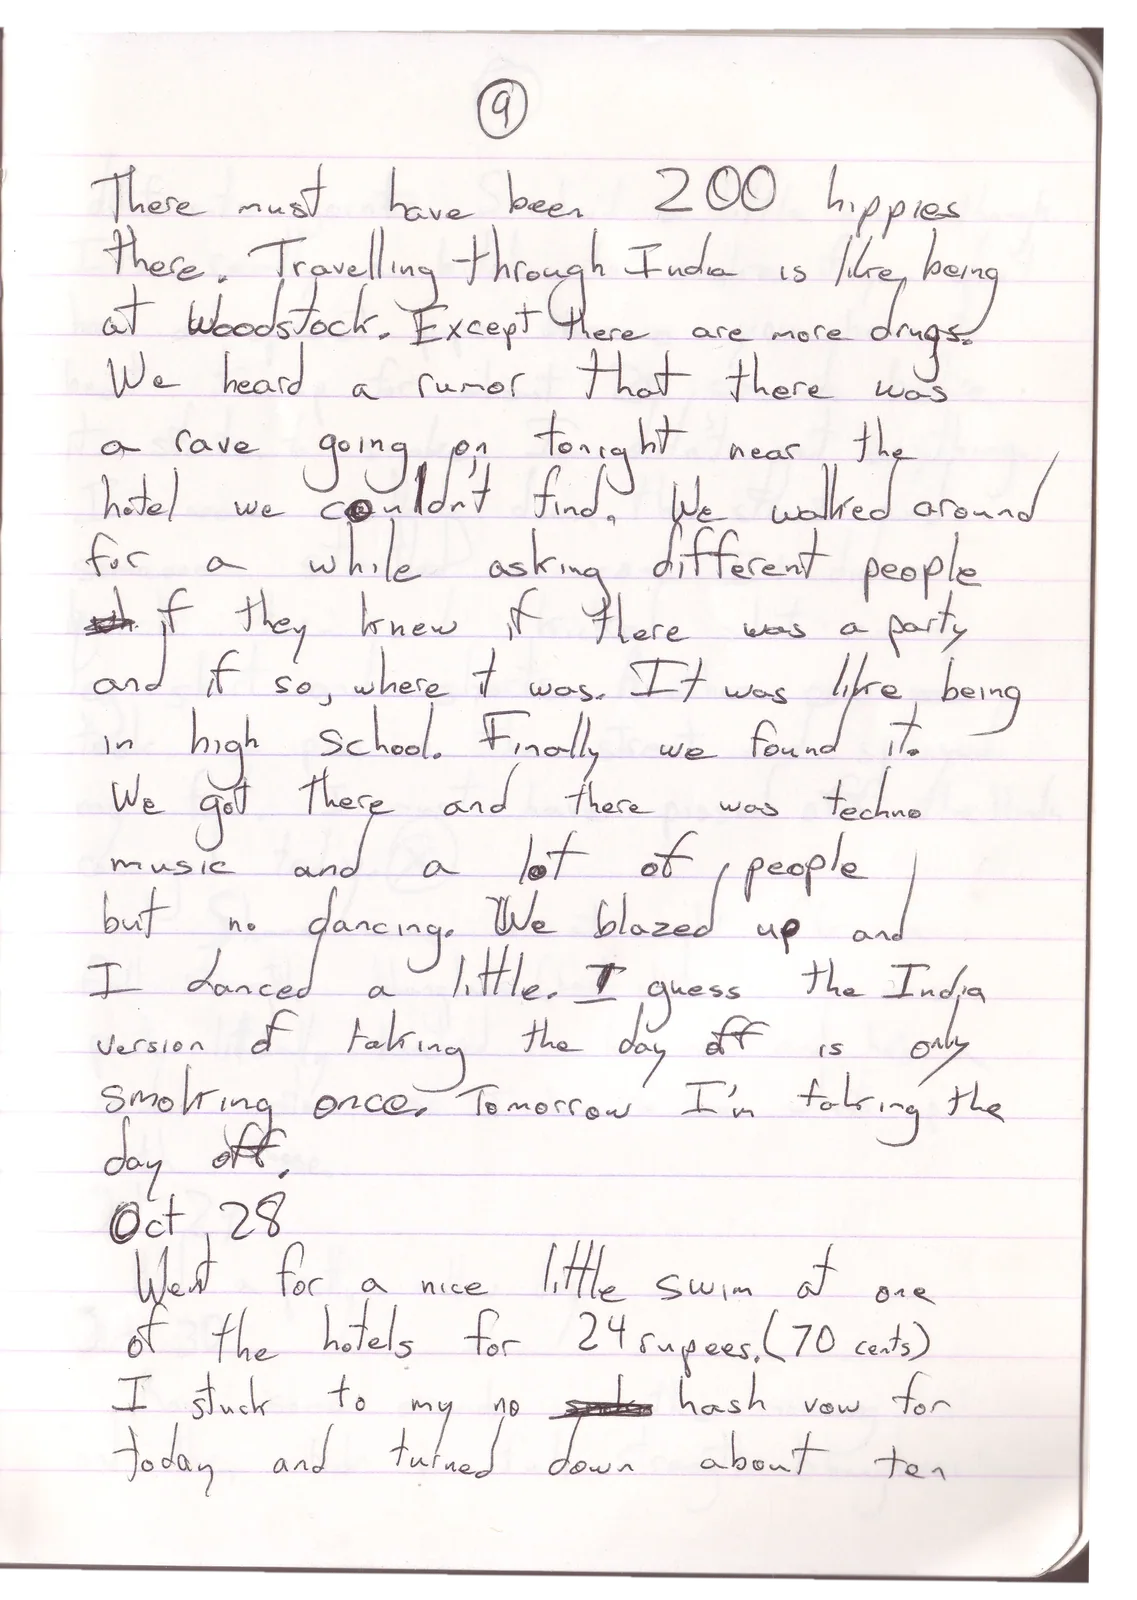 9
There must have been 200 hippies
there. Travelling through India is like being
at Woodstock. Except there are more drugs.
We heard a rumor that there was
a rave going on tonight near the
hotel we couldn't find. We walked around
for a while asking different people
if they knew if there was a party
and if so, where it was. It was like being
in high school. Finally we found it.
We got there and there was techno
music and a lot of people
but no dancing. We blazed up and
I danced a little. I guess the India
version of taking the day off is only
smoking once. Tomorrow I'm taking the
day off.
Oct, 28
Went for a nice little swim at one
of the hotels for 24 rupees. (70 cents)
I stuck to my no hash vow for
today and turned down about ten